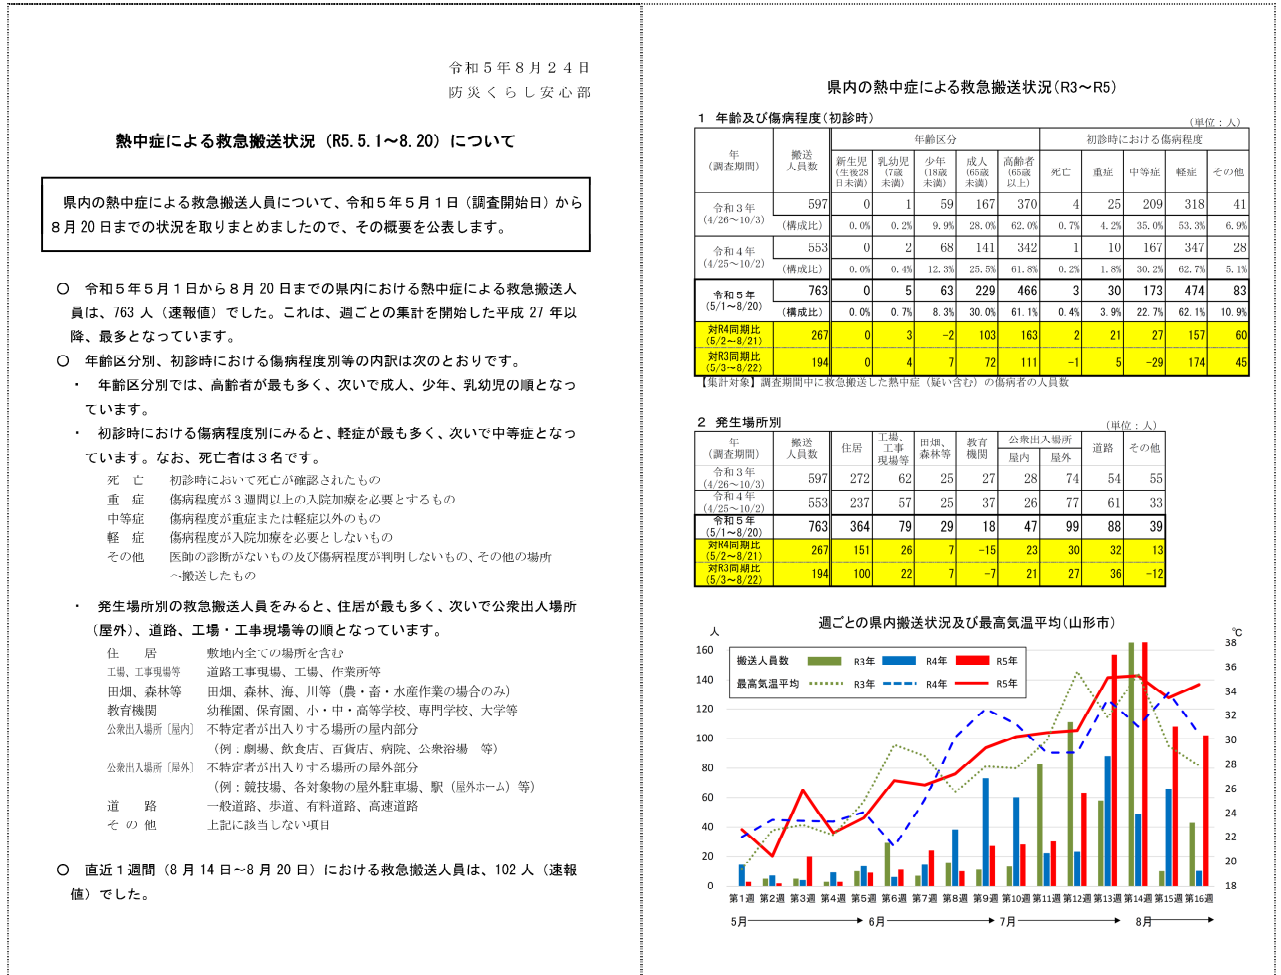 令和５年８月２４日
防災くらし安心部
熱中症による救急搬送状況（R5.5.1～8.20）について
県内の熱中症による救急搬送人員について、令和５年５月１日（調査開始日）から
８月 20 日までの状況を取りまとめましたので、その概要を公表します。
○　令和５年５月１日から８月 20 日までの県内における熱中症による救急搬送人
員は、763 人（速報値）でした。これは、週ごとの集計を開始した平成 27 年以
降、最多となっています。
○　年齢区分別、初診時における傷病程度別等の内訳は次のとおりです。
・　年齢区分別では、高齢者が最も多く、次いで成人、少年、乳幼児の順となっ
ています。
・　初診時における傷病程度別にみると、軽症が最も多く、次いで中等症となっ
ています。なお、死亡者は３名です。
死　亡　初診時において死亡が確認されたもの
重　症　傷病程度が３週間以上の入院加療を必要とするもの
中等症　傷病程度が重症または軽症以外のもの
軽　症　傷病程度が入院加療を必要としないもの
その他　医師の診断がないもの及び傷病程度が判明しないもの、その他の場所
へ搬送したもの
・　発生場所別の救急搬送人員をみると、住居が最も多く、次いで公衆出入場所
（屋外）、道路、工場・工事現場等の順となっています。
住　居　敷地内全ての場所を含む
工場、工事現場等　道路工事現場、工場、作業所等
田畑、森林等　田畑、森林、海、川等（農・畜・水産作業の場合のみ）
教育機関　幼稚園、保育園、小・中・高等学校、専門学校、大学等
公衆出入場所〔屋内〕　不特定者が出入りする場所の屋内部分
（例：劇場、飲食店、百貨店、病院、公衆浴場　等）
公衆出入場所〔屋外〕　不特定者が出入りする場所の屋外部分
（例：競技場、各対象物の屋外駐車場、駅（屋外ホーム）等）
道　路　一般道路、歩道、有料道路、高速道路
その他　上記に該当しない項目
○　直近１週間（８月 14 日～８月 20 日）における救急搬送人員は、102 人（速報
値）でした。
県内の熱中症による救急搬送状況（R3～R5）
１　年齢及び傷病程度（初診時）
（単位：人）
年（調査期間） 搬送人員数 年齢区分 初診時における傷病程度
新生児（生後28日未満） 乳幼児（7歳未満） 少年（18歳未満） 成人（65歳未満） 高齢者（65歳以上） 死亡 重症 中等症 軽症 その他
令和３年（4/26～10/3） 597 0 1 59 167 370 4 25 209 318 41
（構成比） 0.0% 0.2% 9.9% 28.0% 62.0% 0.7% 4.2% 35.0% 53.3% 6.9%
令和４年（4/25～10/2） 553 0 2 68 141 342 1 10 167 347 28
（構成比） 0.0% 0.4% 12.3% 25.5% 61.8% 0.2% 1.8% 30.2% 62.7% 5.1%
令和５年（5/1～8/20） 763 0 5 63 229 466 3 30 173 474 83
（構成比） 0.0% 0.7% 8.3% 30.0% 61.1% 0.4% 3.9% 22.7% 62.1% 10.9%
対R4同期比（5/2～8/21） 267 0 3 -2 103 163 2 21 27 157 60
対R3同期比（5/3～8/22） 194 0 4 7 72 111 -1 5 -29 174 45
【集計対象】調査期間中に救急搬送した熱中症（疑い含む）の傷病者の人員数
２　発生場所別
（単位：人）
年（調査期間） 搬送人員数 住居 工場、工事現場等 田畑、森林等 教育機関 公衆出入場所 道路 その他
屋内 屋外
令和３年（4/26～10/3） 597 272 62 25 27 28 74 54 55
令和４年（4/25～10/2） 553 237 57 25 37 26 77 61 33
令和５年（5/1～8/20） 763 364 79 29 18 47 99 88 39
対R4同期比（5/2～8/21） 267 151 26 7 -15 23 30 32 13
対R3同期比（5/3～8/22） 194 100 22 7 -7 21 27 36 -12
週ごとの県内搬送状況及び最高気温平均（山形市）
人
℃
搬送人員数 R3年 R4年 R5年
最高気温平均 R3年 R4年 R5年
160
140
120
100
80
60
40
20
0
38
36
34
32
30
28
26
24
22
20
18
第1週 第2週 第3週 第4週 第5週 第6週 第7週 第8週 第9週 第10週 第11週 第12週 第13週 第14週 第15週 第16週
5月 6月 7月 8月